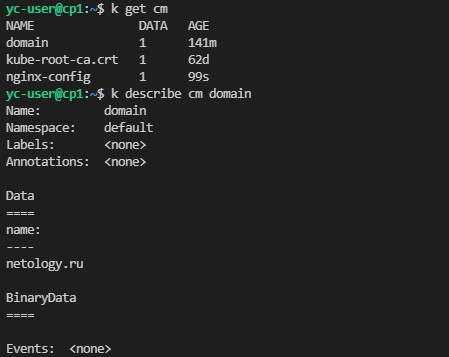 yc-user@cp1:~$ k get cm
NAME               DATA   AGE
domain             1      141m
kube-root-ca.crt   1      62d
nginx-config       1      99s
yc-user@cp1:~$ k describe cm domain
Name:         domain
Namespace:    default
Labels:       <none>
Annotations:  <none>

Data
====
name:
----
netology.ru

BinaryData
====

Events:  <none>